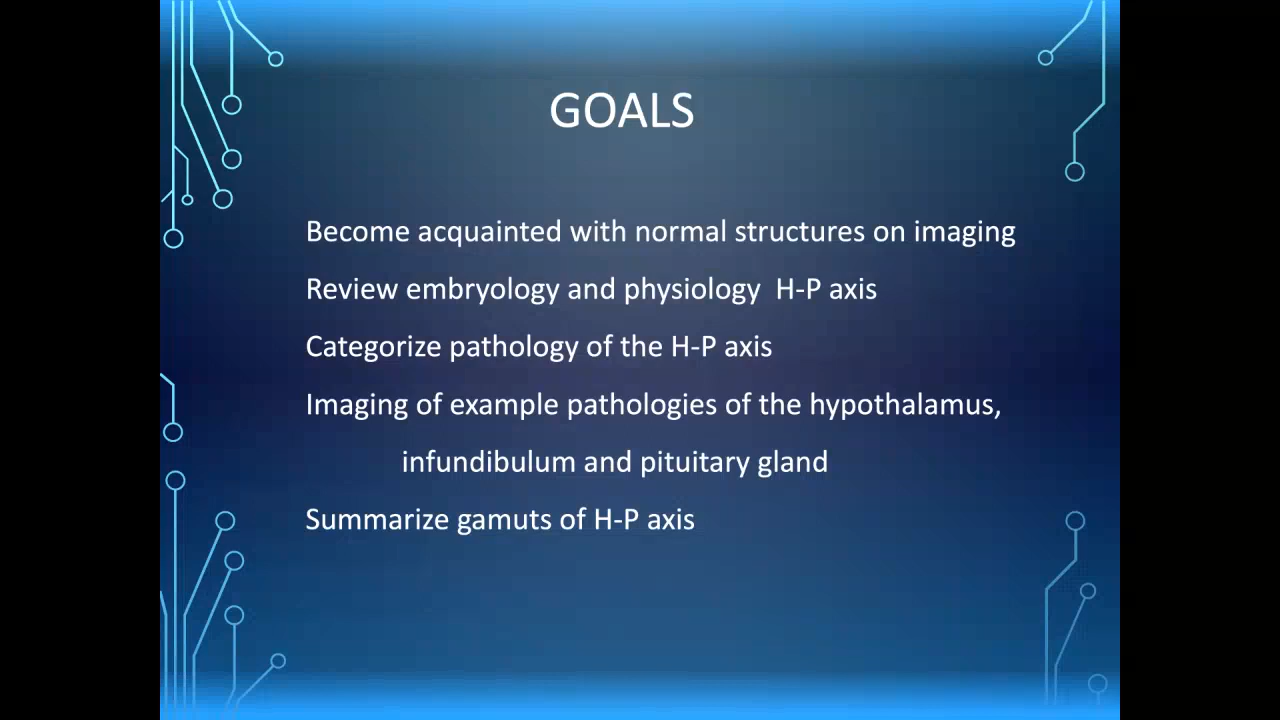 GOALS
Become acquainted with normal structures on imaging
Review embryology and physiology  H-P axis
Categorize pathology of the H-P axis
Imaging of example pathologies of the hypothalamus,
infundibulum and pituitary gland
Summarize gamuts of H-P axis